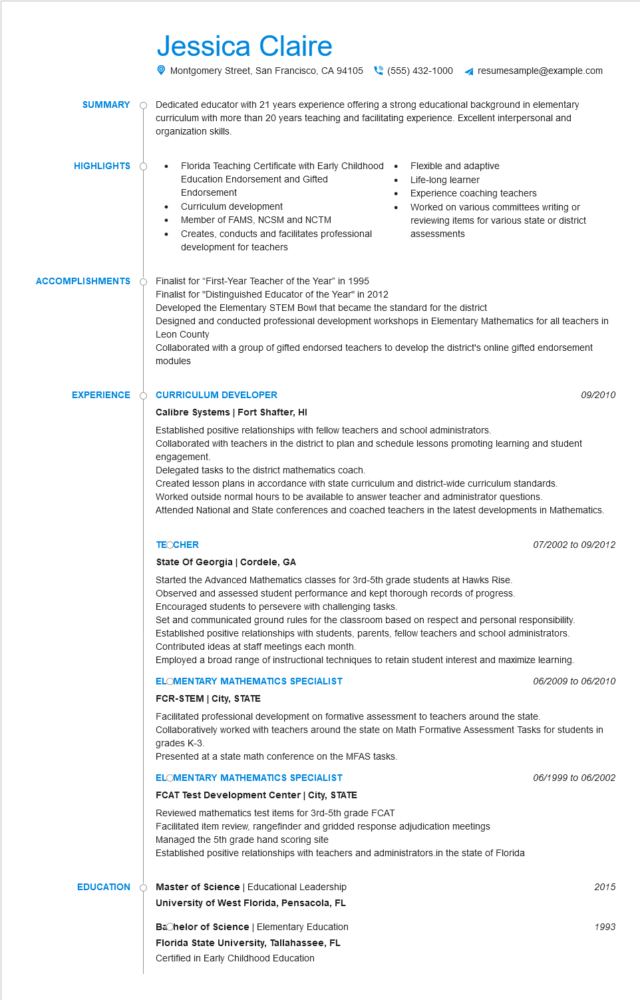 Jessica Claire
Montgomery Street, San Francisco, CA 94105 (555) 432-1000 resumesample@example.com
SUMMARY
Dedicated educator with 21 years experience offering a strong educational background in elementary
curriculum with more than 20 years teaching and facilitating experience. Excellent interpersonal and
organization skills.
HIGHLIGHTS
• Florida Teaching Certificate with Early Childhood
Education Endorsement and Gifted
Endorsement
• Curriculum development
• Member of FAMS, NCSM and NCTM
• Creates, conducts and facilitates professional
development for teachers
• Flexible and adaptive
• Life-long learner
• Experience coaching teachers
• Worked on various committees writing or
reviewing items for various state or district
assessments
ACCOMPLISHMENTS
Finalist for “First-Year Teacher of the Year” in 1995
Finalist for "Distinguished Educator of the Year" in 2012
Developed the Elementary STEM Bowl that became the standard for the district
Designed and conducted professional development workshops in Elementary Mathematics for all teachers in
Leon County
Collaborated with a group of gifted endorsed teachers to develop the district's online gifted endorsement
modules
EXPERIENCE
CURRICULUM DEVELOPER 09/2010
Calibre Systems | Fort Shafter, HI
Established positive relationships with fellow teachers and school administrators.
Collaborated with teachers in the district to plan and schedule lessons promoting learning and student
engagement.
Delegated tasks to the district mathematics coach.
Created lesson plans in accordance with state curriculum and district-wide curriculum standards.
Worked outside normal hours to be available to answer teacher and administrator questions.
Attended National and State conferences and coached teachers in the latest developments in Mathematics.
TEACHER 07/2002 to 09/2012
State Of Georgia | Cordele, GA
Started the Advanced Mathematics classes for 3rd-5th grade students at Hawks Rise.
Observed and assessed student performance and kept thorough records of progress.
Encouraged students to persevere with challenging tasks.
Set and communicated ground rules for the classroom based on respect and personal responsibility.
Established positive relationships with students, parents, fellow teachers and school administrators.
Contributed ideas at staff meetings each month.
Employed a broad range of instructional techniques to retain student interest and maximize learning.
ELEMENTARY MATHEMATICS SPECIALIST 06/2009 to 06/2010
FCR-STEM | City, STATE
Facilitated professional development on formative assessment to teachers around the state.
Collaboratively worked with teachers around the state on Math Formative Assessment Tasks for students in
grades K-3.
Presented at a state math conference on the MFAS tasks.
ELEMENTARY MATHEMATICS SPECIALIST 06/1999 to 06/2002
FCAT Test Development Center | City, STATE
Reviewed mathematics test items for 3rd-5th grade FCAT
Facilitated item review, rangefinder and gridded response adjudication meetings
Managed the 5th grade hand scoring site
Established positive relationships with teachers and administrators.in the state of Florida
EDUCATION
Master of Science | Educational Leadership 2015
University of West Florida, Pensacola, FL
Bachelor of Science | Elementary Education 1993
Florida State University, Tallahassee, FL
Certified in Early Childhood Education